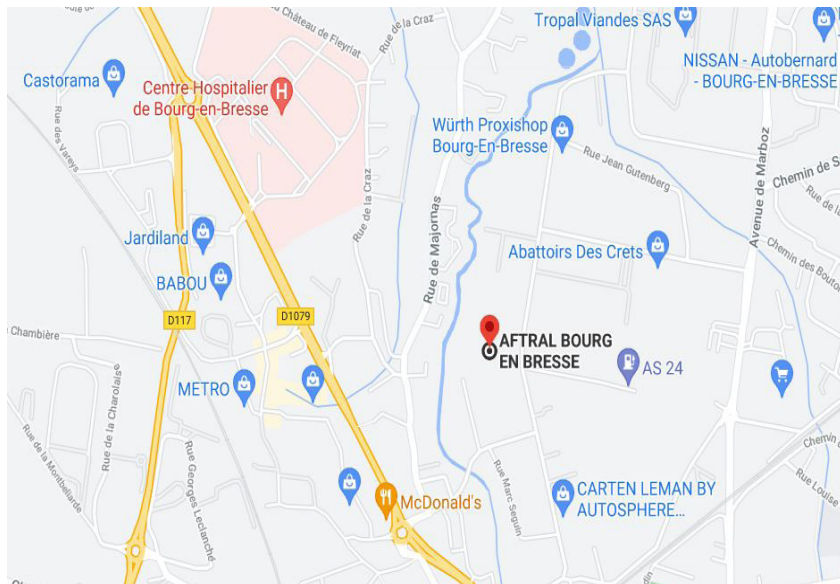 du Château de Fleyriat
Rue de la Craz
Tropal Viandes SAS
NISSAN - Autobernard
- BOURG-EN-BRESSE
Castorama
Centre Hospitalier
de Bourg-en-Bresse
H
Rue des Vareys
Würth Proxishop
Bourg-En-Bresse
Rue Jean Gutenberg
Avenue de Marboz
Chemin de S
Rue de la
Rue de la Craz
Jardiland
Rue de Majornas
Abattoirs Des Crets
Chemin des Bouton
BABOU
D117
D1079
Chambière
AFTRAL BOURG
EN BRESSE
AS 24
METRO
Rue de la Charolaise
Rue de la Montbeliarde
Rue Georges Leclanché
Chemin d
Rue Louise
Rue Marc Seguin
McDonald's
CARTEN LEMAN BY
AUTOSPHERE...